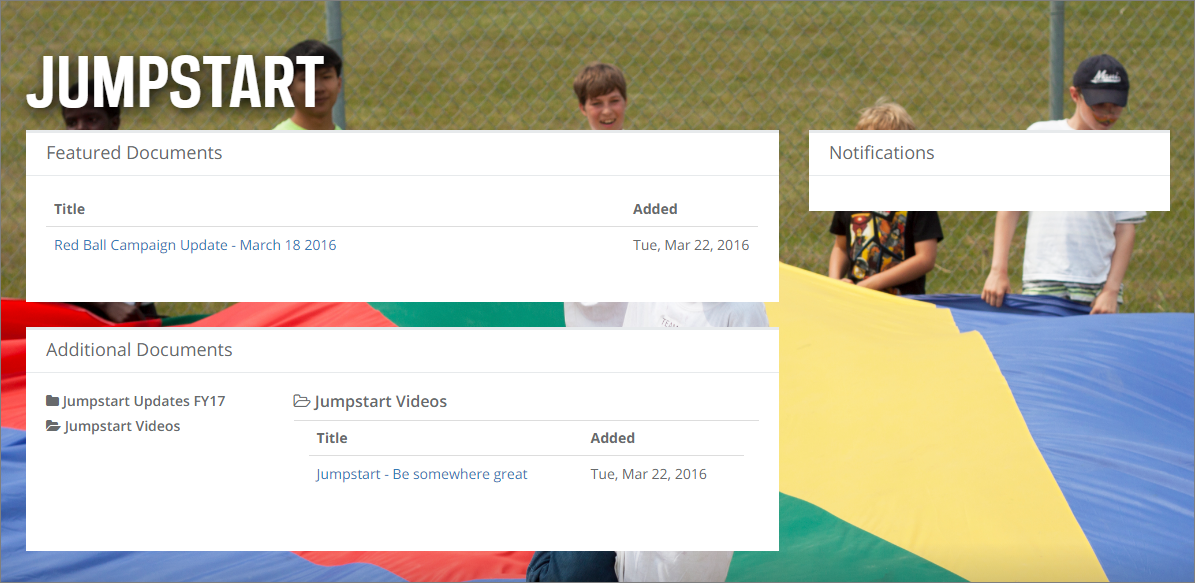 JUMPSTART
Featured Documents
Title Added
Red Ball Campaign Update - March 18 2016 Tue, Mar 22, 2016
Notifications
Additional Documents
Jumpstart Updates FY17
Jumpstart Videos
Jumpstart Videos
Title Added
Jumpstart - Be somewhere great Tue, Mar 22, 2016